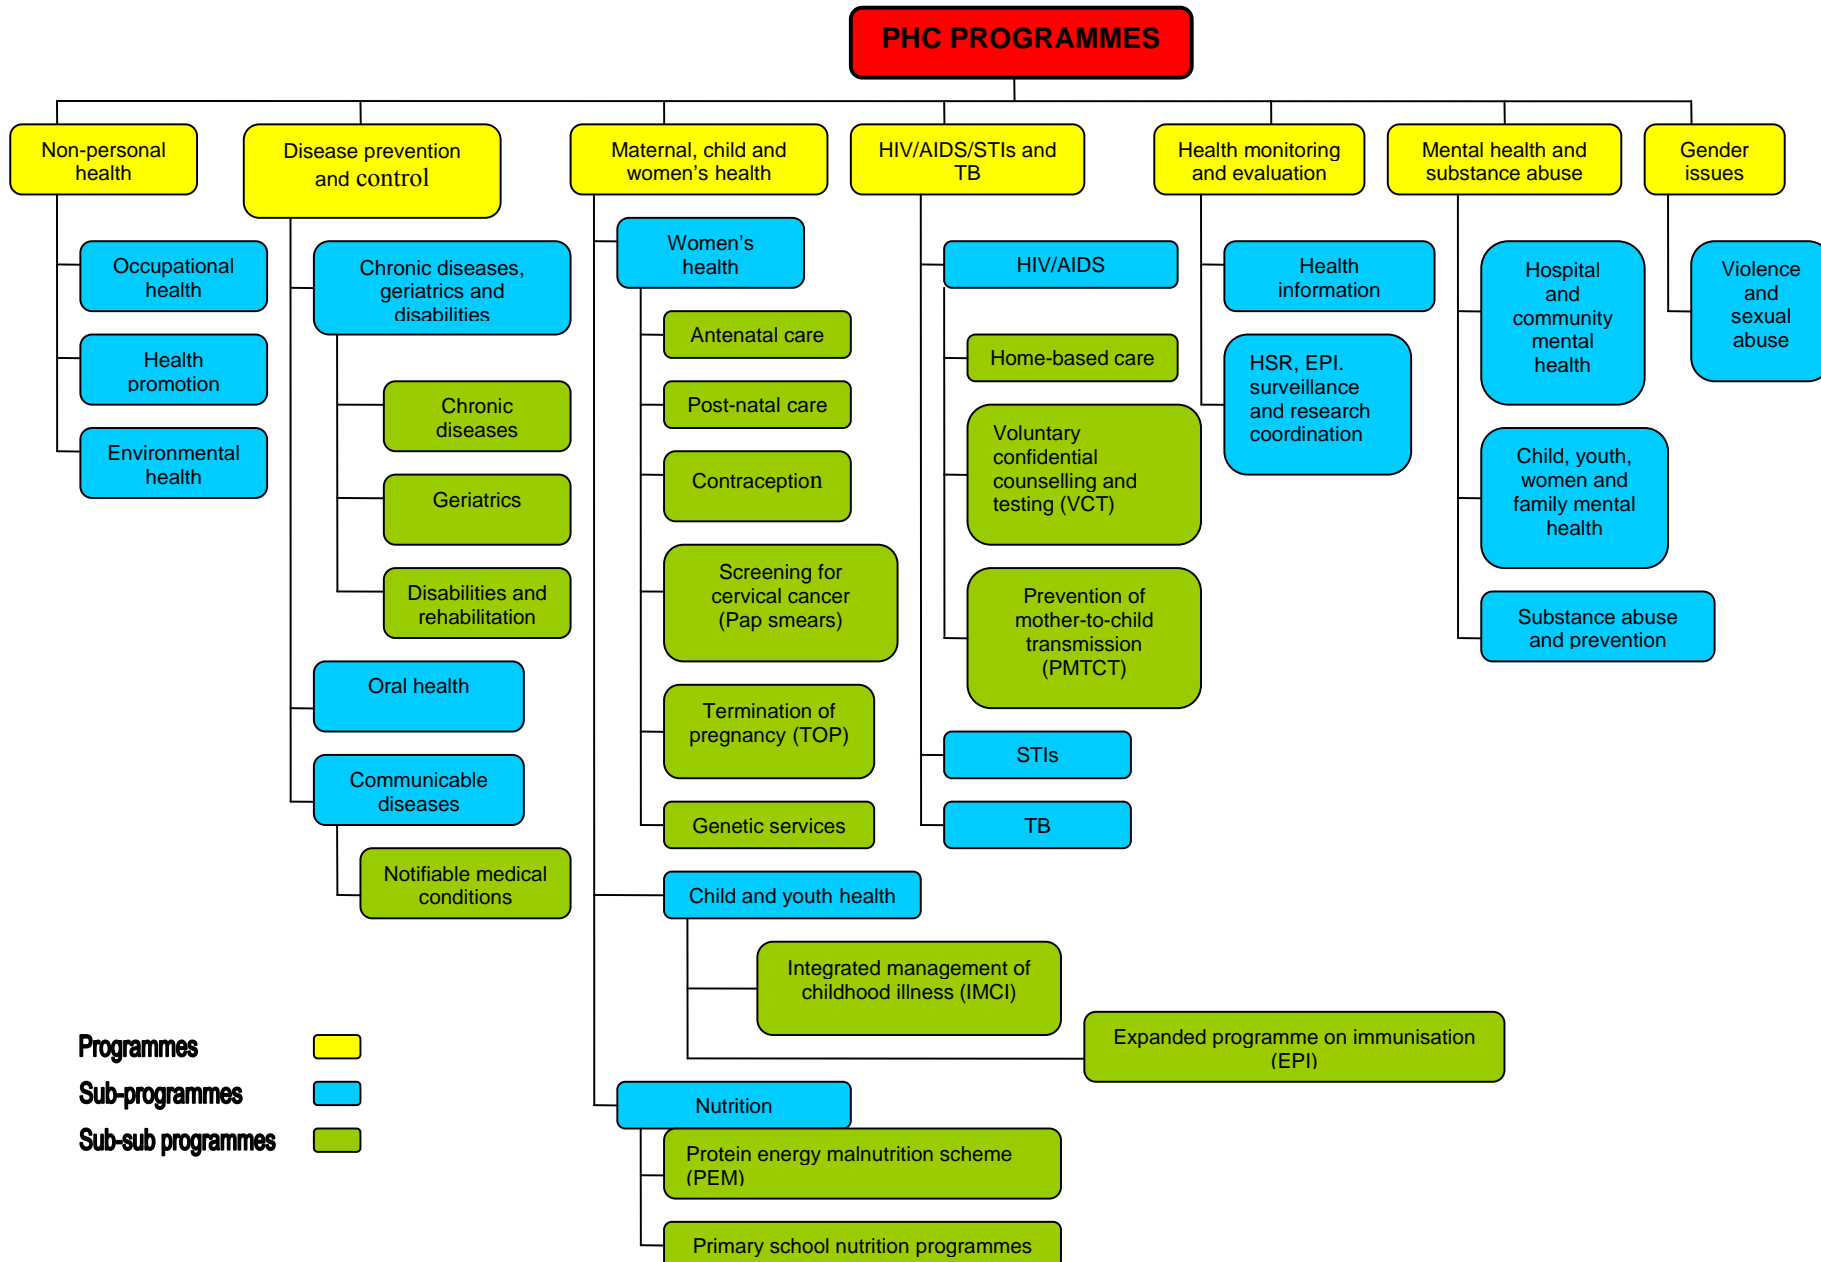 PHC PROGRAMMES
Non-personal
health
Disease prevention
and control
Maternal, child and
women's health
HIV/AIDS/STIs and
TB
Health monitoring
and evaluation
Mental health and
substance abuse
Gender
issues
Occupational
health
Health
promotion
Environmental
health
Chronic diseases,
geriatrics and
disabilities
Chronic
diseases
Geriatrics
Disabilities and
rehabilitation
Oral health
Communicable
diseases
Notifiable medical
conditions
Women's
health
Antenatal care
Post-natal care
Contraception
Screening for
cervical cancer
(Pap smears)
Termination of
pregnancy (TOP)
Genetic services
Child and youth health
Integrated management of
childhood illness (IMCI)
Expanded programme on immunisation
(EPI)
Nutrition
Protein energy malnutrition scheme
(PEM)
Primary school nutrition programmes
HIV/AIDS
Home-based care
Voluntary
confidential
counselling and
testing (VCT)
Prevention of
mother-to-child
transmission
(PMTCT)
STIs
TB
Health
information
HSR, EPI.
surveillance
and research
coordination
Hospital
and
community
mental
health
Child, youth,
women and
family mental
health
Substance abuse
and prevention
Violence
and
sexual
abuse
Programmes
Sub-programmes
Sub-sub programmes